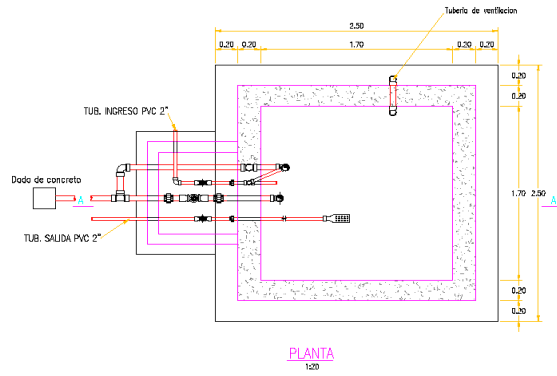 Tuberia de ventilacion
2.50
0.20 0.20 1.70 0.20 0.20
0.20
0.20
TUB. INGRESO PVC 2"
Dado de concreto
A
1.70 2.50
A
TUB. SALIDA PVC 2"
0.20
0.20
PLANTA
1:20